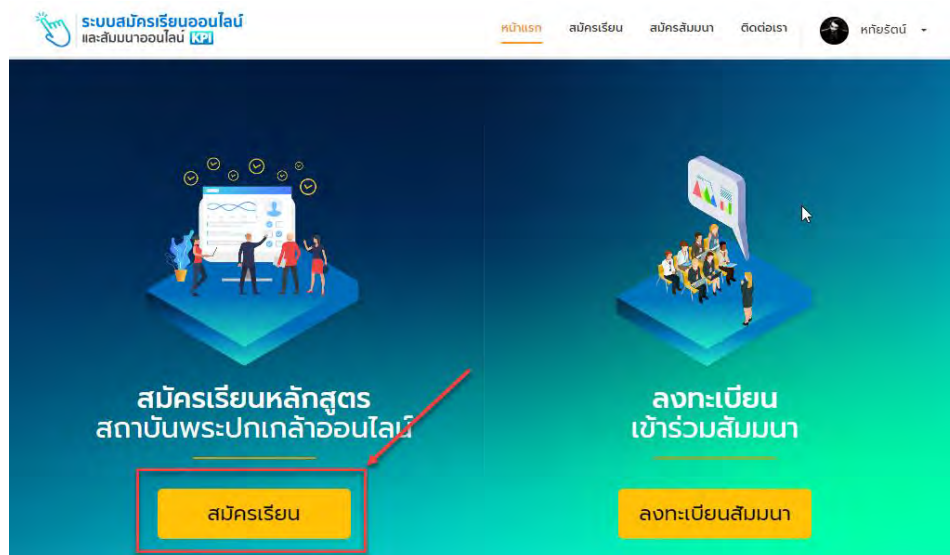 ระบบสมัครเรียนออนไลน์
และสัมมนาออนไลน์ KPI
หน้าแรก สมัครเรียน สมัครสัมมนา ติดต่อเรา หทัยรัตน์
สมัครเรียนหลักสูตร
สถาบันพระปกเกล้าออนไลน์
สมัครเรียน
ลงทะเบียน
เข้าร่วมสัมมนา
ลงทะเบียนสัมมนา